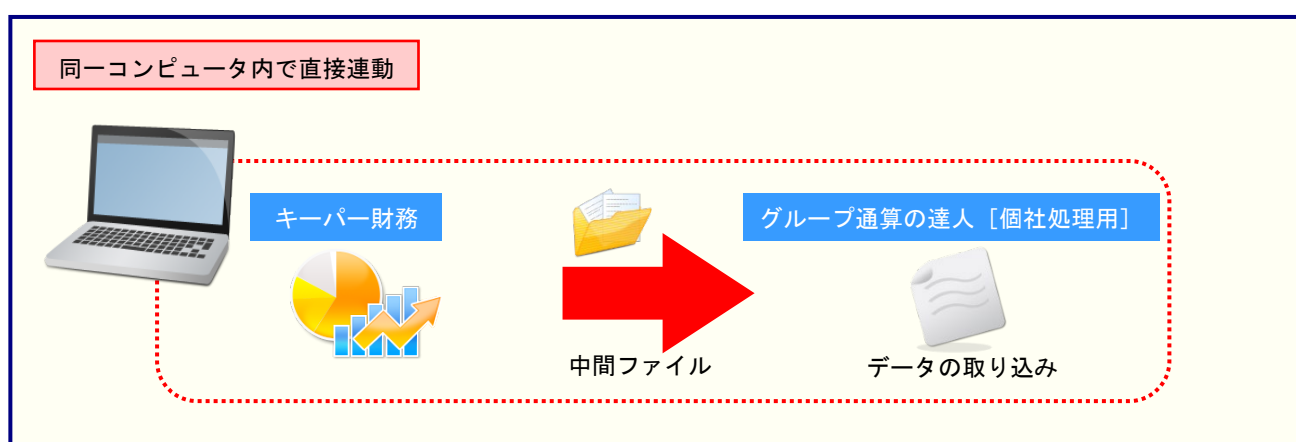 同一コンピュータ内で直接連動
キーパー財務
グループ通算の達人［個社処理用］
中間ファイル
データの取り込み